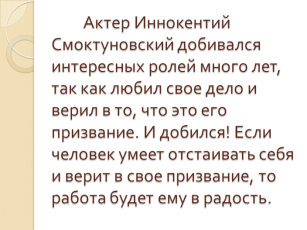 Актер Иннокентий
Смоктуновский добивался
интересных ролей много лет,
так как любил свое дело и
верил в то, что это его
призвание. И добился! Если
человек умеет отстаивать себя
и верит в свое призвание, то
работа будет ему в радость.